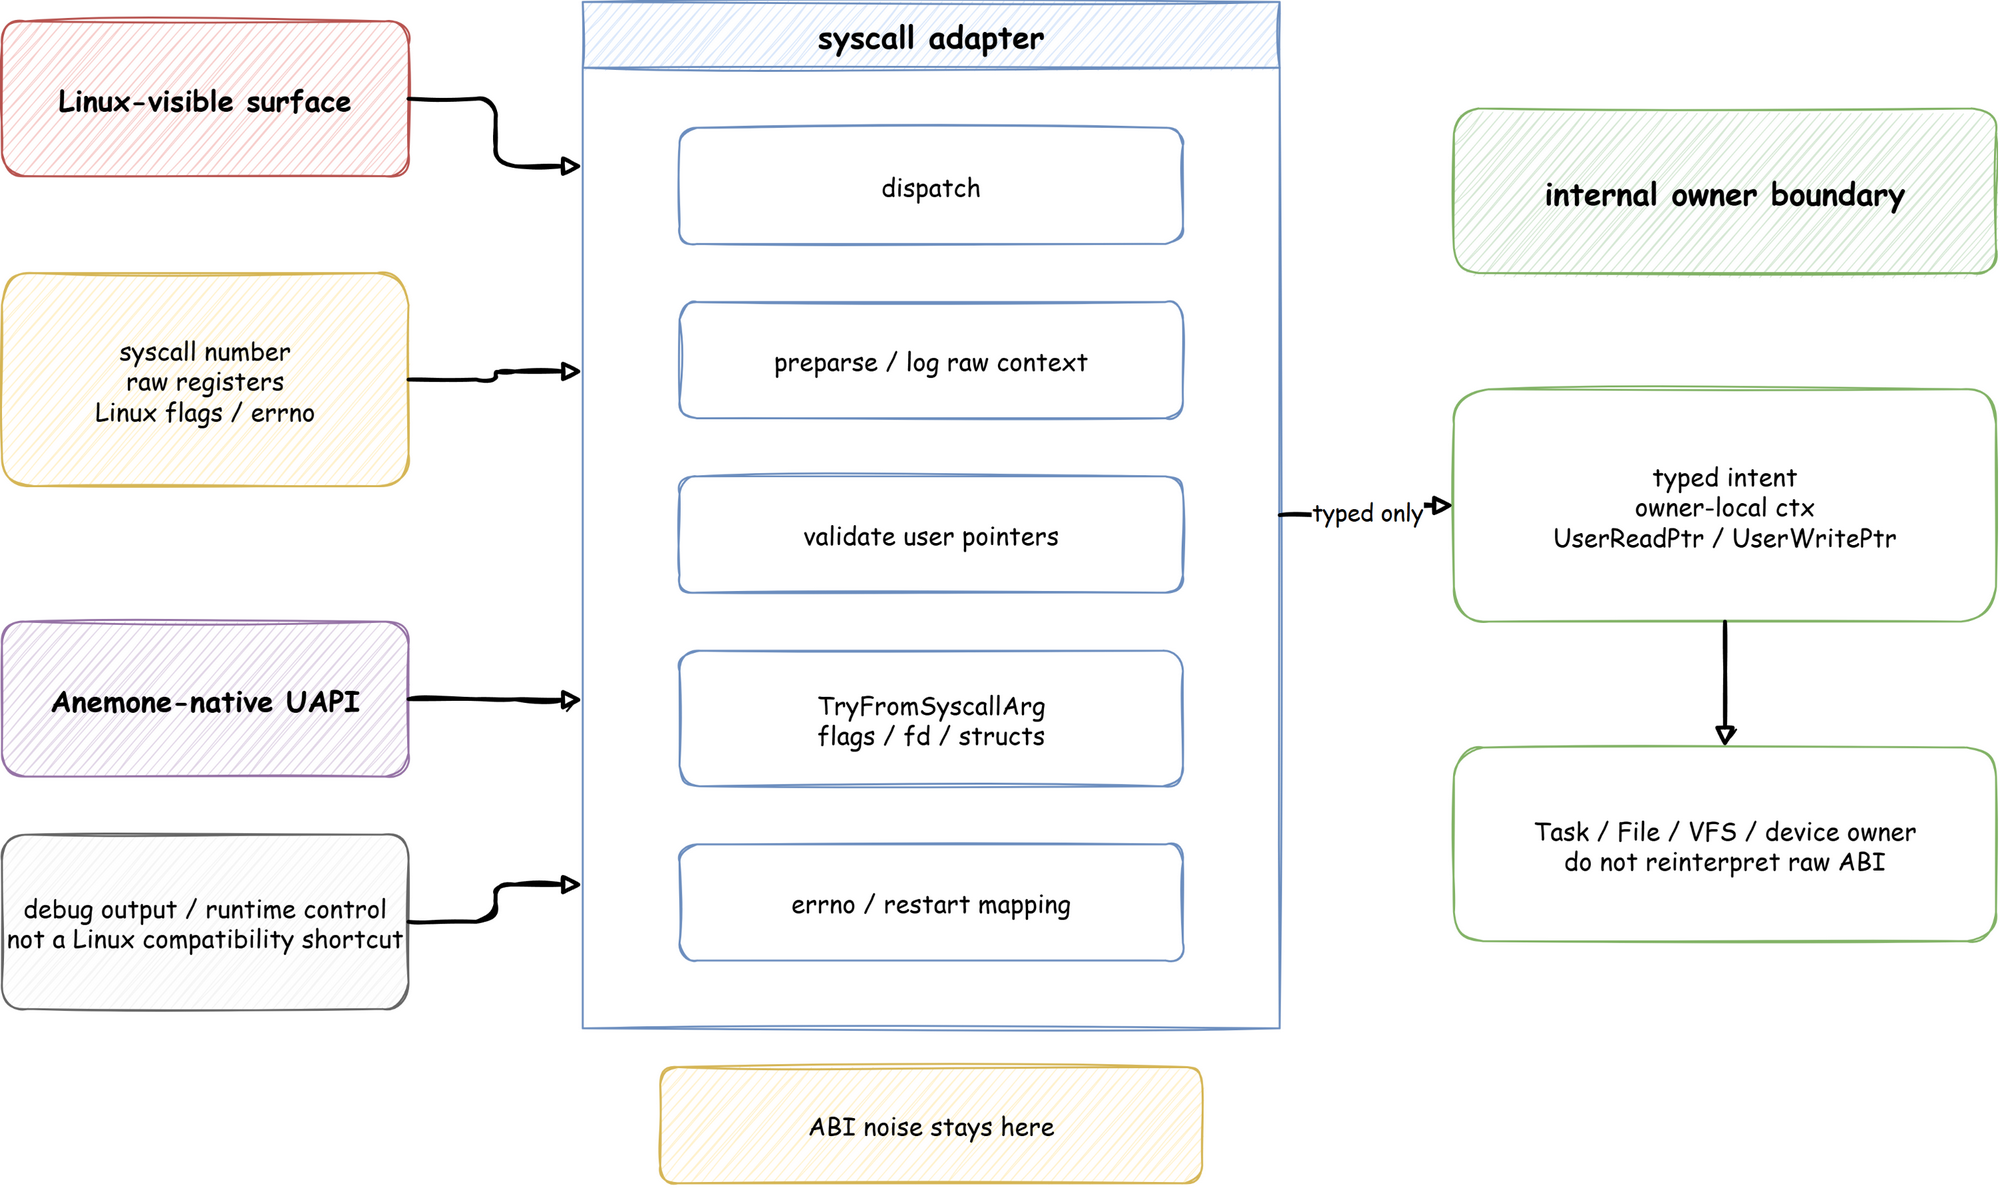 Linux-visible surface
syscall number
raw registers
Linux flags / errno
Anemone-native UAPI
debug output / runtime control
not a Linux compatibility shortcut
syscall adapter
dispatch
preparse / log raw context
validate user pointers
TryFromSyscallArg
flags / fd / structs
errno / restart mapping
ABI noise stays here
typed only
internal owner boundary
typed intent
owner-local ctx
UserReadPtr / UserWritePtr
Task / File / VFS / device owner
do not reinterpret raw ABI